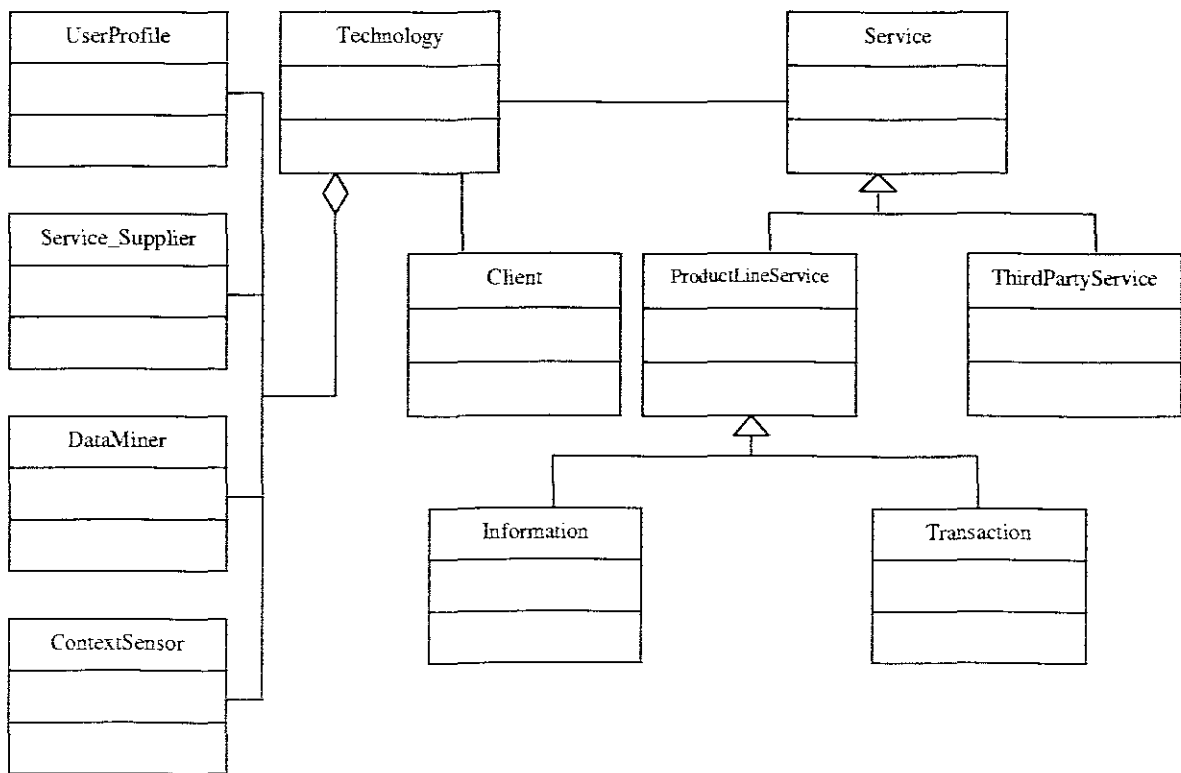 UserProfile
Technology
Service
Service_Supplier
Client
ProductLineService
ThirdPartyService
DataMiner
Information
Transaction
ContextSensor